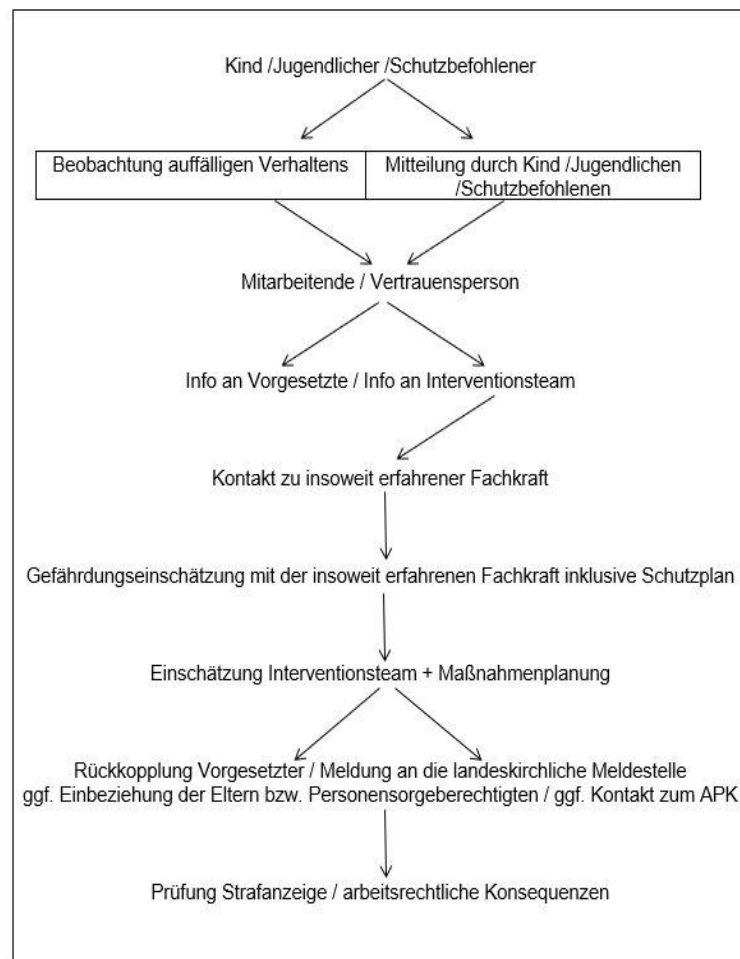 Kind /Jugendlicher /Schutzbefohlener
Beobachtung auffälligen Verhaltens
Mitteilung durch Kind /Jugendlichen
/Schutzbefohlenen
Mitarbeitende / Vertrauensperson
Info an Vorgesetzte / Info an Interventionsteam
Kontakt zu insoweit erfahrener Fachkraft
Gefährdungseinschätzung mit der insoweit erfahrenen Fachkraft inklusive Schutzplan
Einschätzung Interventionsteam + Maßnahmenplanung
Rückkopplung Vorgesetzter / Meldung an die landeskirchliche Meldestelle
ggf. Einbeziehung der Eltern bzw. Personensorgeberechtigten / ggf. Kontakt zum APK
Prüfung Strafanzeige / arbeitsrechtliche Konsequenzen